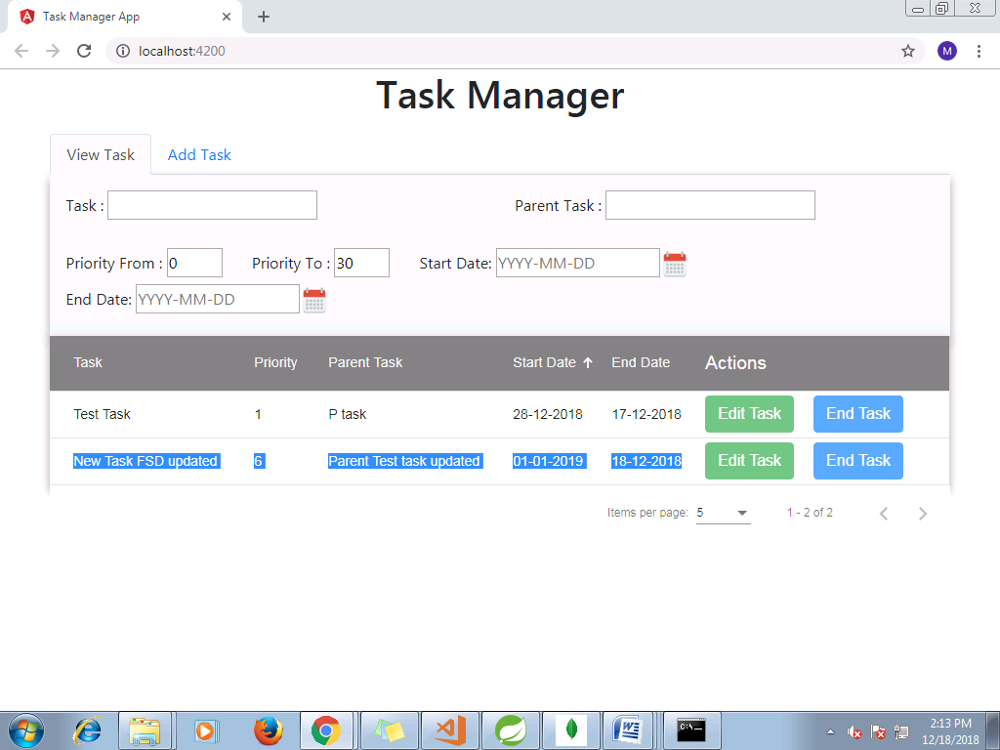 Task Manager App
localhost:4200
M
Task Manager
View Task Add Task
Task : Parent Task :
Priority From : 0 Priority To : 30 Start Date: YYYY-MM-DD
End Date: YYYY-MM-DD
Task Priority Parent Task Start Date End Date Actions
Test Task 1 P task 28-12-2018 17-12-2018 Edit Task End Task
New Task FSD updated 6 Parent Test task updated 01-01-2019 18-12-2018 Edit Task End Task
Items per page: 5 1 - 2 of 2
C:\_
2:13 PM
12/18/2018